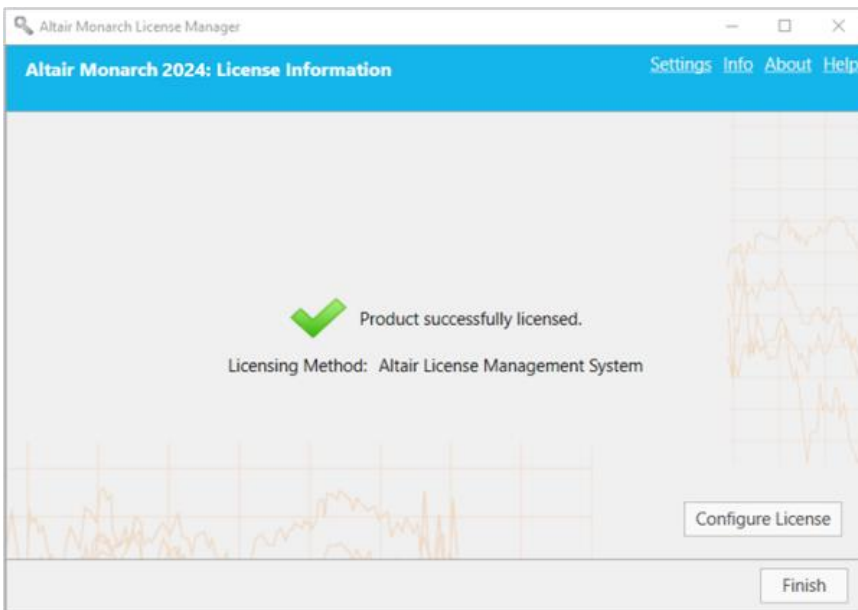 Altair Monarch License Manager
Altair Monarch 2024: License Information
Settings Info About Help
Product successfully licensed.
Licensing Method: Altair License Management System
Configure License
Finish